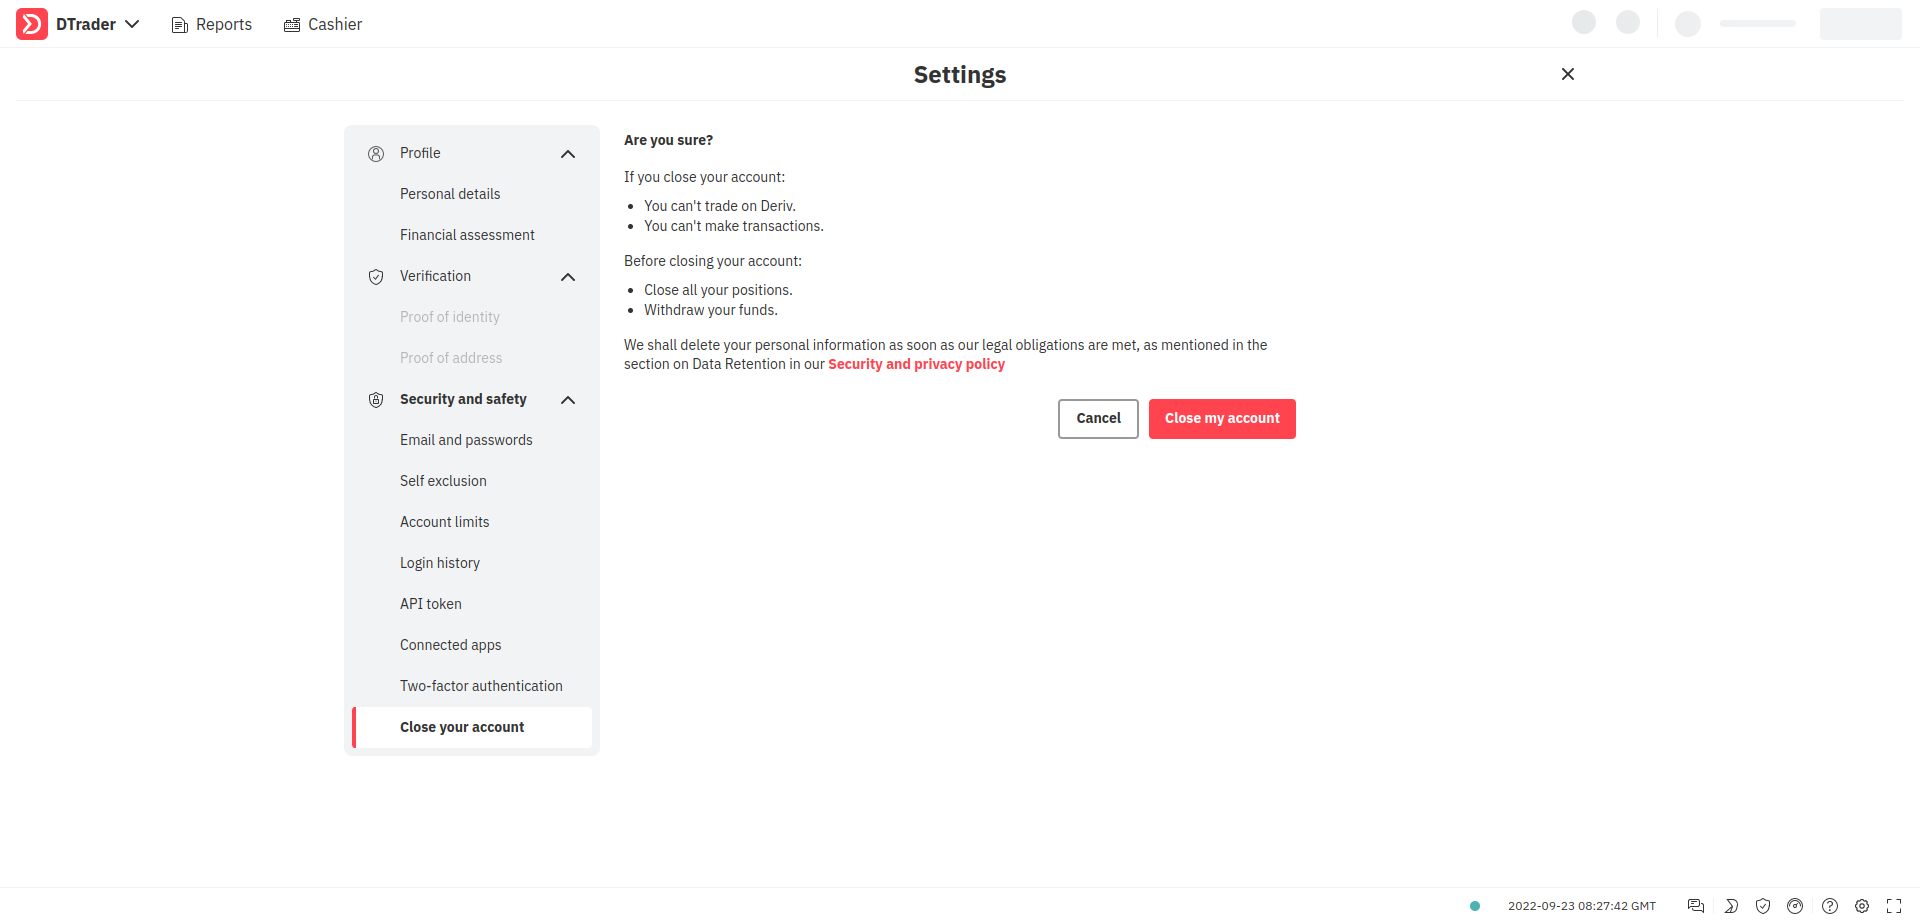 DTrader
Reports
Cashier
Settings
Profile
Personal details
Financial assessment
Verification
Proof of identity
Proof of address
Security and safety
Email and passwords
Self exclusion
Account limits
Login history
API token
Connected apps
Two-factor authentication
Close your account
Are you sure?
If you close your account:
You can't trade on Deriv.
You can't make transactions.
Before closing your account:
Close all your positions.
Withdraw your funds.
We shall delete your personal information as soon as our legal obligations are met, as mentioned in the
section on Data Retention in our Security and privacy policy
Cancel
Close my account
2022-09-23 08:27:42 GMT